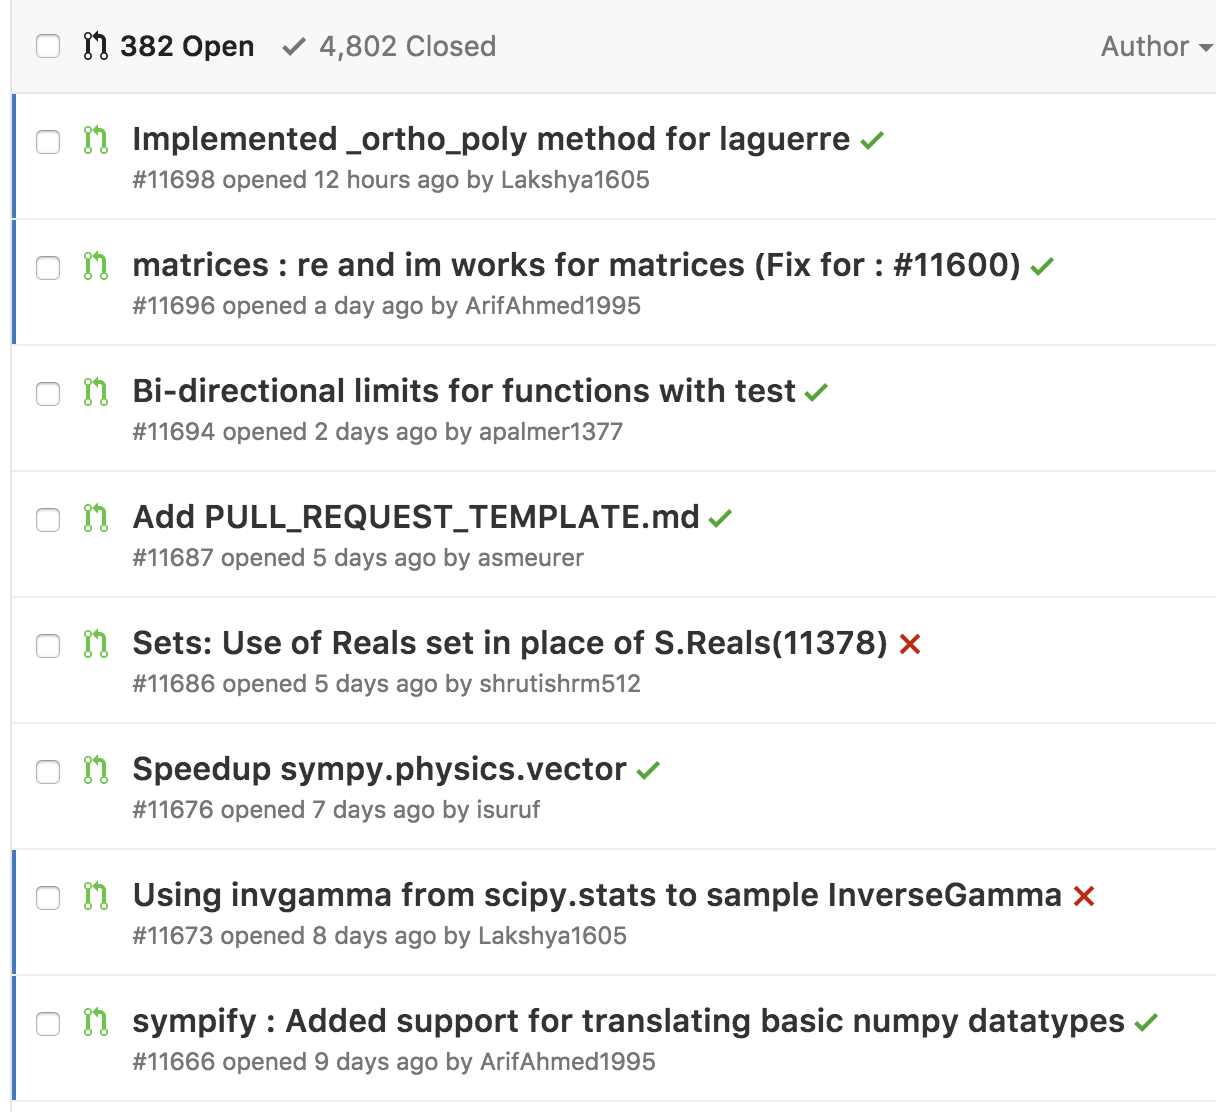 382 Open 4,802 Closed Author
Implemented _ortho_poly method for laguerre
#11698 opened 12 hours ago by Lakshya1605
matrices : re and im works for matrices (Fix for : #11600)
#11696 opened a day ago by ArifAhmed1995
Bi-directional limits for functions with test
#11694 opened 2 days ago by apalmer1377
Add PULL_REQUEST_TEMPLATE.md
#11687 opened 5 days ago by asmeurer
Sets: Use of Reals set in place of S.Reals(11378)
#11686 opened 5 days ago by shrutishrm512
Speedup sympy.physics.vector
#11676 opened 7 days ago by isuruf
Using invgamma from scipy.stats to sample InverseGamma
#11673 opened 8 days ago by Lakshya1605
sympify : Added support for translating basic numpy datatypes
#11666 opened 9 days ago by ArifAhmed1995